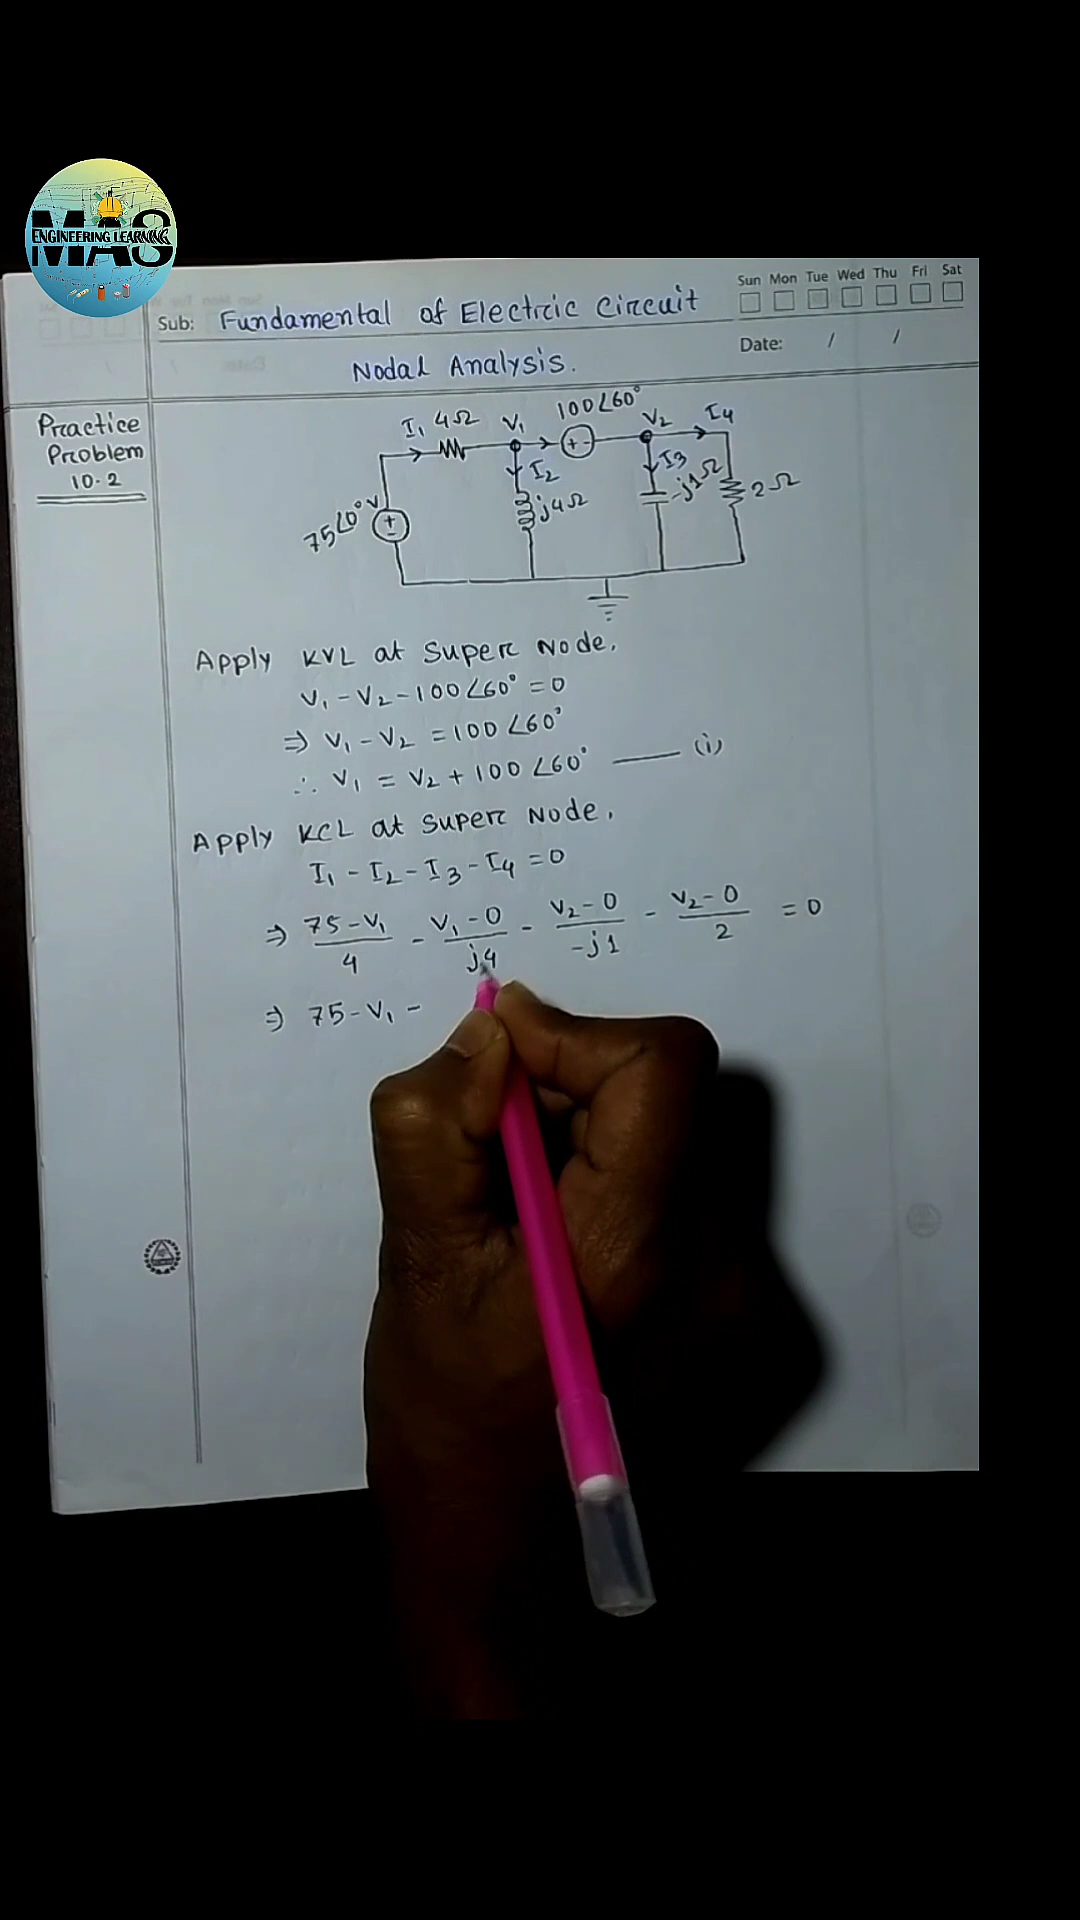 MAS
ENGINEERING LEARNING
Sun Mon Tue Wed Thu Fri Sat
Sub: Fundamental of Electric Circuit
Date: / /
Nodal Analysis.
Practice
Problem
10.2
I₁ 4Ω V₁ 100∠60° V₂ I₄
I₂ I₃
75∠0° V j4Ω -j1Ω 2Ω
Apply KVL at Super Node,
V₁ - V₂ - 100∠60° = 0
⇒ V₁ - V₂ = 100∠60°
∴ V₁ = V₂ + 100∠60° —— (i)
Apply KCL at Super Node,
I₁ - I₂ - I₃ - I₄ = 0
⇒ (75-V₁)/4 - (V₁-0)/j4 - (V₂-0)/-j1 - (V₂-0)/2 = 0
⇒ 75 - V₁ -